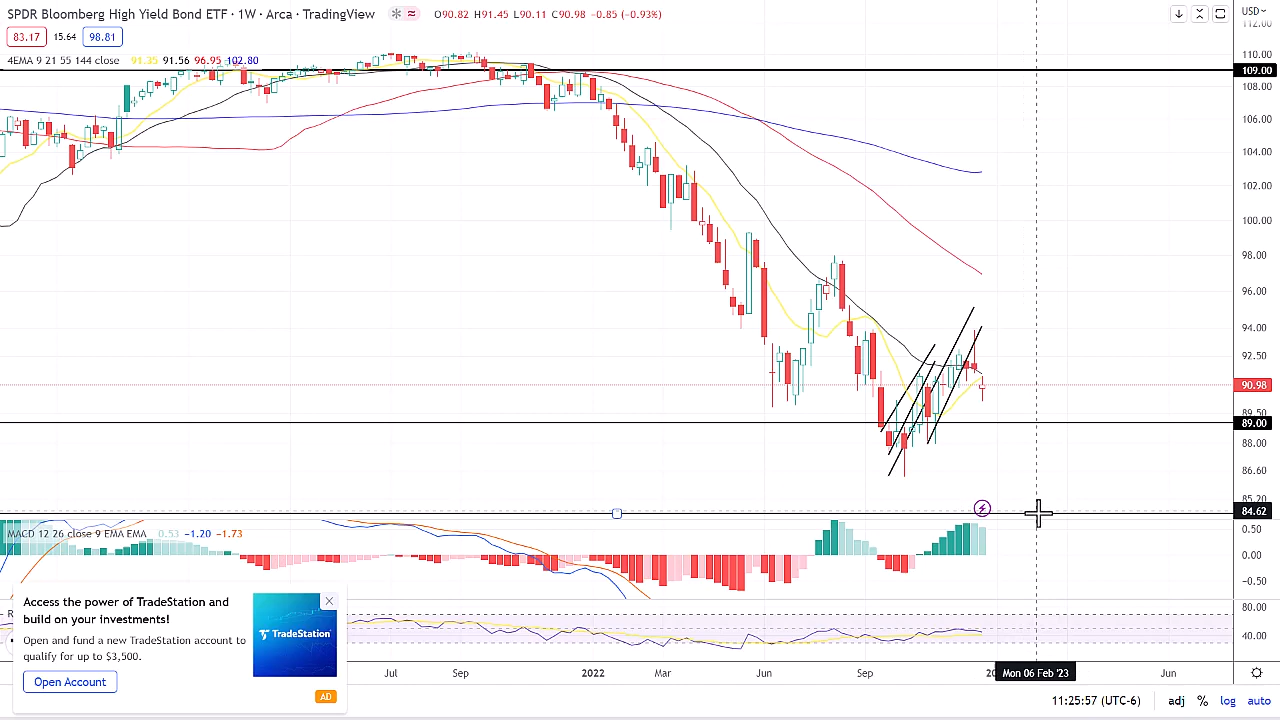 SPDR Bloomberg High Yield Bond ETF · 1W · Arca · TradingView
O90.82 H91.45 L90.11 C90.98 −0.85 (−0.93%)
USD
83.17 15.64 98.81
4EMA 9 21 55 144 close 91.35 91.56 96.95 102.80
112.00
110.00
109.00
108.00
106.00
104.00
102.00
100.00
98.00
96.00
94.00
92.50
90.98
89.50
89.00
88.00
86.60
85.20
84.62
MACD 12 26 close 9 EMA EMA 0.53 −1.20 −1.73
0.50
0.00
−0.50
80.00
40.00
Access the power of TradeStation and
build on your investments!
Open and fund a new TradeStation account to
qualify for up to $3,500.
Open Account
TradeStation
AD
Jul Sep 2022 Mar Jun Sep Mon 06 Feb '23 Jun
11:25:57 (UTC-6) adj % log auto